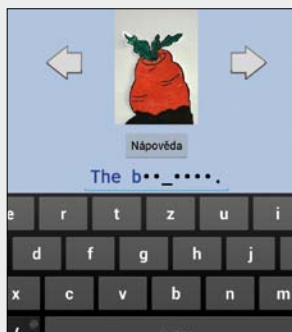 Nápověda
The b••_••••.
e r t z u i
d f g h j
x c v b n m